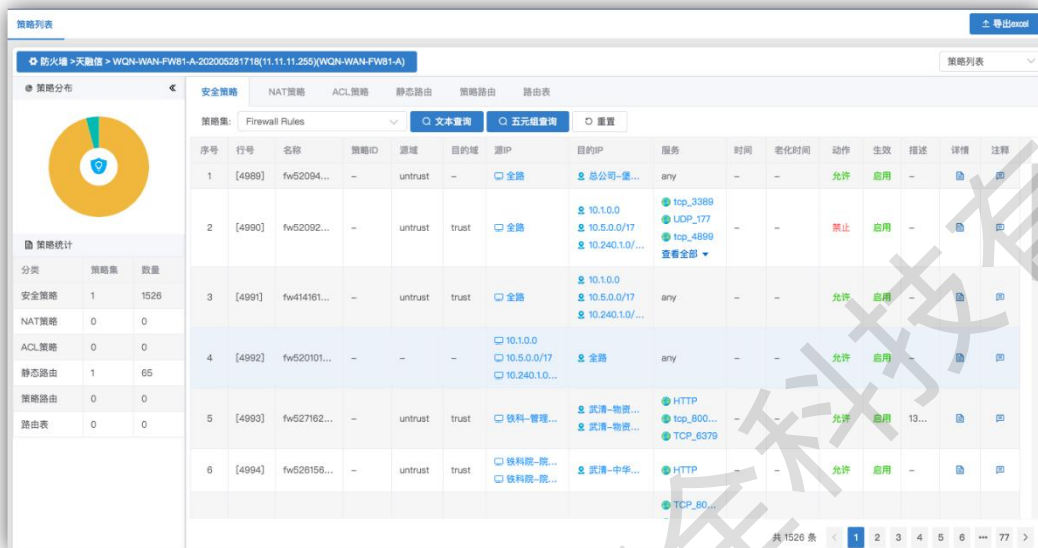 策略列表
导出excel
防火墙 >天融信 > WQN-WAN-FW81-A-202005281718(11.11.11.255)(WQN-WAN-FW81-A)
策略列表
策略分布
安全策略 NAT策略 ACL策略 静态路由 策略路由 路由表
策略集: Firewall Rules 文本查询 五元组查询 重置
序号 行号 名称 策略ID 源域 目的域 源IP 目的IP 服务 时间 老化时间 动作 生效 描述 详情 注释
1 [4989] fw52094... – untrust – 全路 总公司-堡... any – – 允许 启用 –
2 [4990] fw52092... – untrust trust 全路 10.1.0.0 10.5.0.0/17 10.240.1.0/... tcp_3389 UDP_177 tcp_4899 查看全部 – – 禁止 启用 –
3 [4991] fw414161... – untrust trust 全路 10.1.0.0 10.5.0.0/17 10.240.1.0/... any – – 允许 启用 –
4 [4992] fw520101... – – – 10.1.0.0 10.5.0.0/17 10.240.1.0... 全路 any – – 允许 启用 –
5 [4993] fw527162... – untrust trust 铁科-管理... 武清-物资... 武清-物资... HTTP tcp_800... TCP_6379 – – 允许 启用 13...
6 [4994] fw526156... – untrust trust 铁科院-院... 铁科院-院... 武清-中华... HTTP – – 允许 启用 –
TCP_80...
策略统计
分类 策略集 数量
安全策略 1 1526
NAT策略 0 0
ACL策略 0 0
静态路由 1 65
策略路由 0 0
路由表 0 0
共 1526 条 < 1 2 3 4 5 6 ... 77 >
金科技有